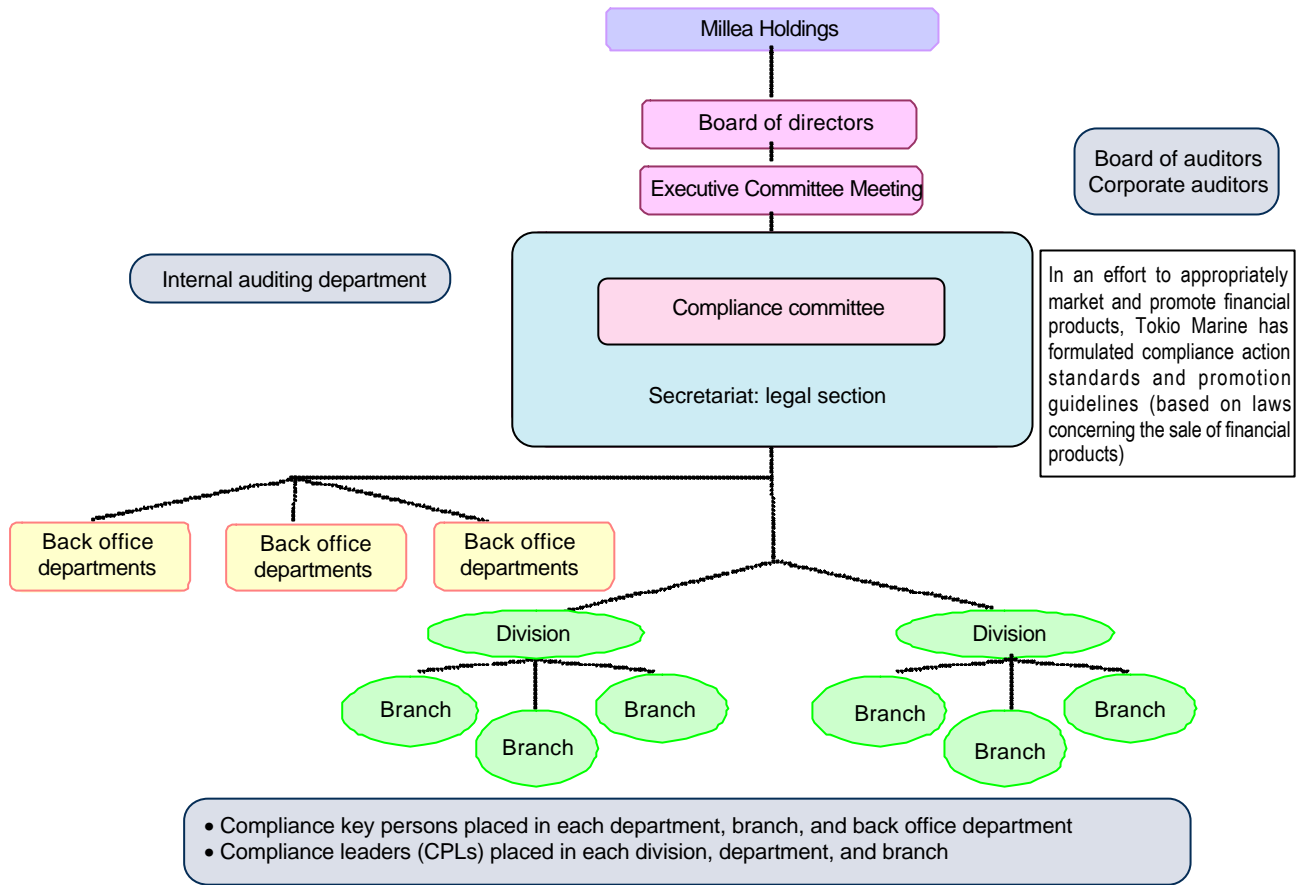 Millea Holdings
Board of directors
Board of auditors
Corporate auditors
Executive Committee Meeting
Internal auditing department
Compliance committee
Secretariat: legal section
In an effort to appropriately
market and promote financial
products, Tokio Marine has
formulated compliance action
standards and promotion
guidelines (based on laws
concerning the sale of financial
products)
Back office
departments
Back office
departments
Back office
departments
Division
Division
Branch
Branch
Branch
Branch
Branch
Branch
• Compliance key persons placed in each department, branch, and back office department
• Compliance leaders (CPLs) placed in each division, department, and branch